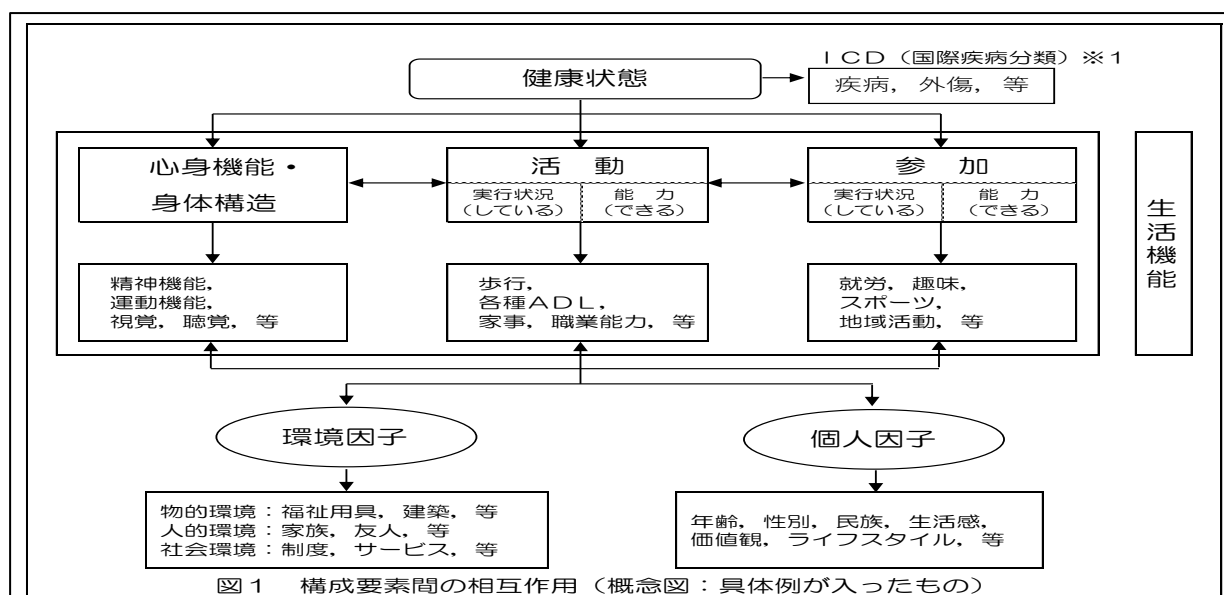 ICD（国際疾病分類）※1
健康状態
疾病，外傷，等
心身機能・
身体構造
活　動
実行状況
（している）
能　力
（できる）
参　加
実行状況
（している）
能　力
（できる）
生活機能
精神機能，
運動機能，
視覚，聴覚，等
歩行，
各種ADL，
家事，職業能力，等
就労，趣味，
スポーツ，
地域活動，等
環境因子
個人因子
物的環境：福祉用具，建築，等
人的環境：家族，友人，等
社会環境：制度，サービス，等
年齢，性別，民族，生活感，
価値観，ライフスタイル，等
図1　構成要素間の相互作用（概念図：具体例が入ったもの）